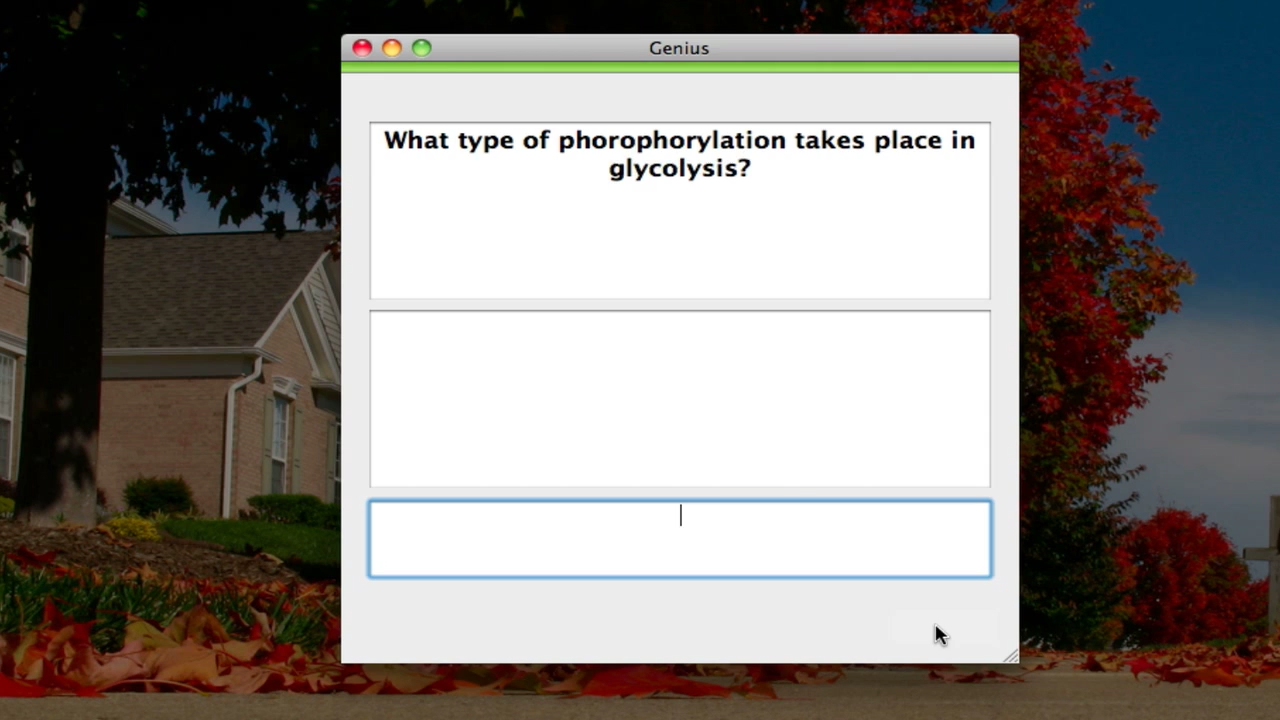 Genius
What type of phorophorylation takes place in
glycolysis?